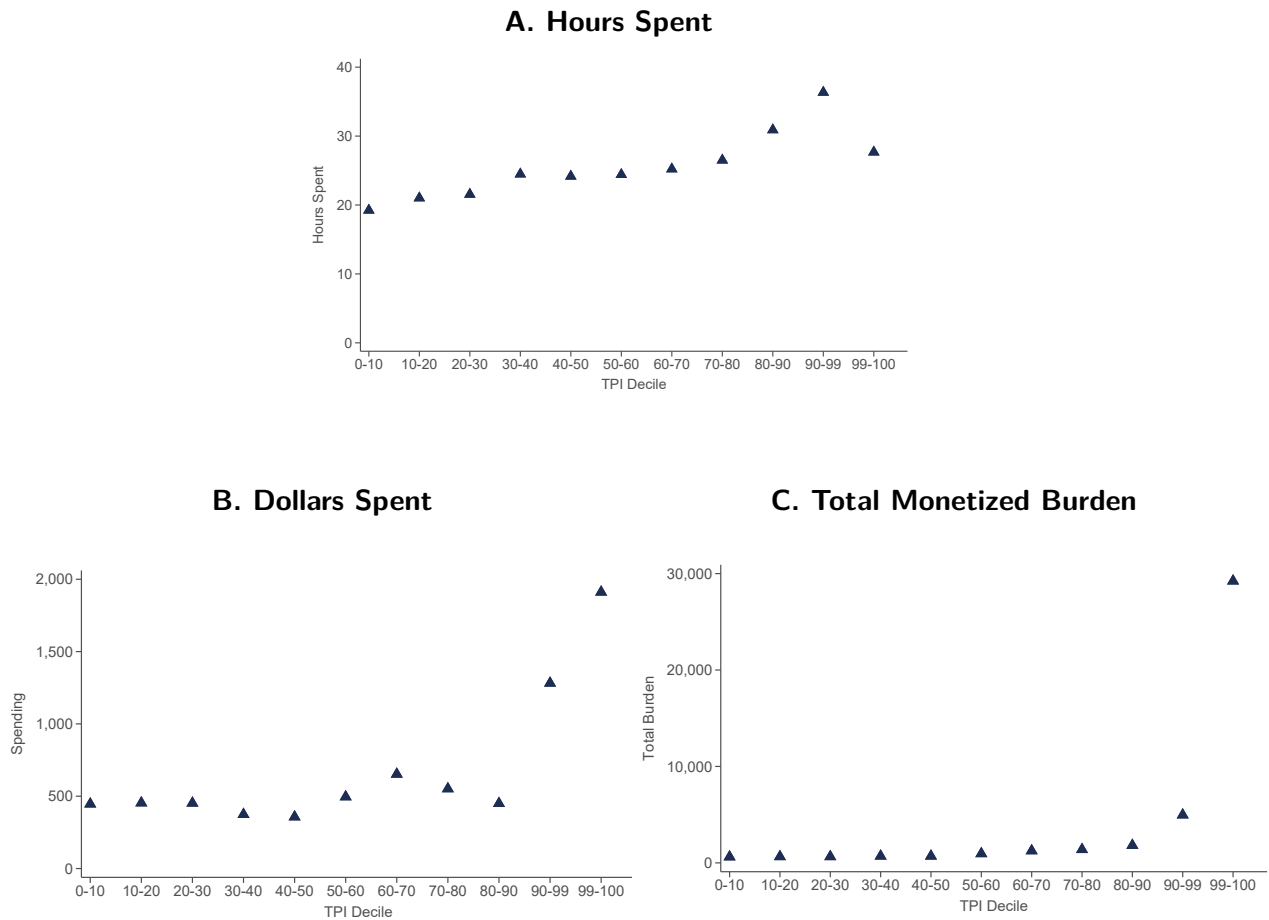 A. Hours Spent
40
30
20
10
0
Hours Spent
0-10 10-20 20-30 30-40 40-50 50-60 60-70 70-80 80-90 90-99 99-100
TPI Decile
B. Dollars Spent
2,000
1,500
1,000
500
0
Spending
0-10 10-20 20-30 30-40 40-50 50-60 60-70 70-80 80-90 90-99 99-100
TPI Decile
C. Total Monetized Burden
30,000
20,000
10,000
0
Total Burden
0-10 10-20 20-30 30-40 40-50 50-60 60-70 70-80 80-90 90-99 99-100
TPI Decile